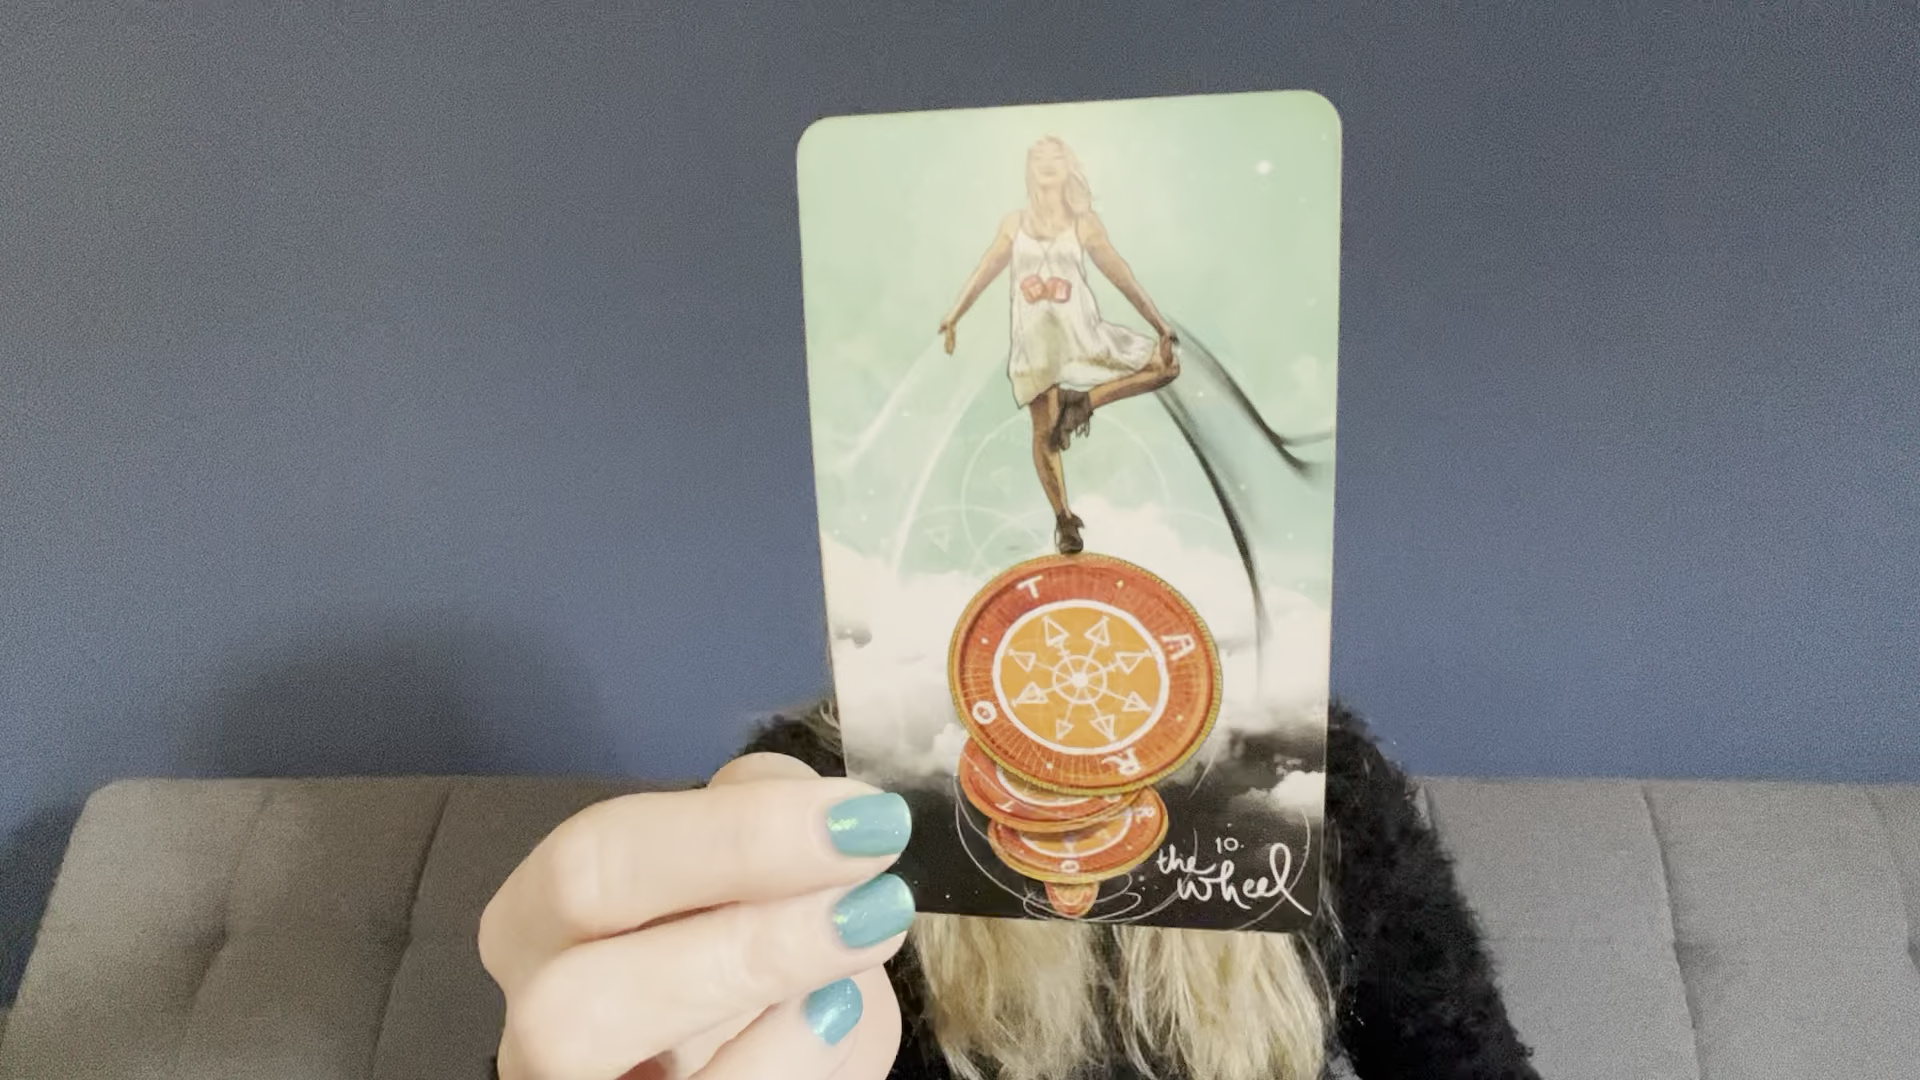 T A R O
T
R
O
10.
the
wheel